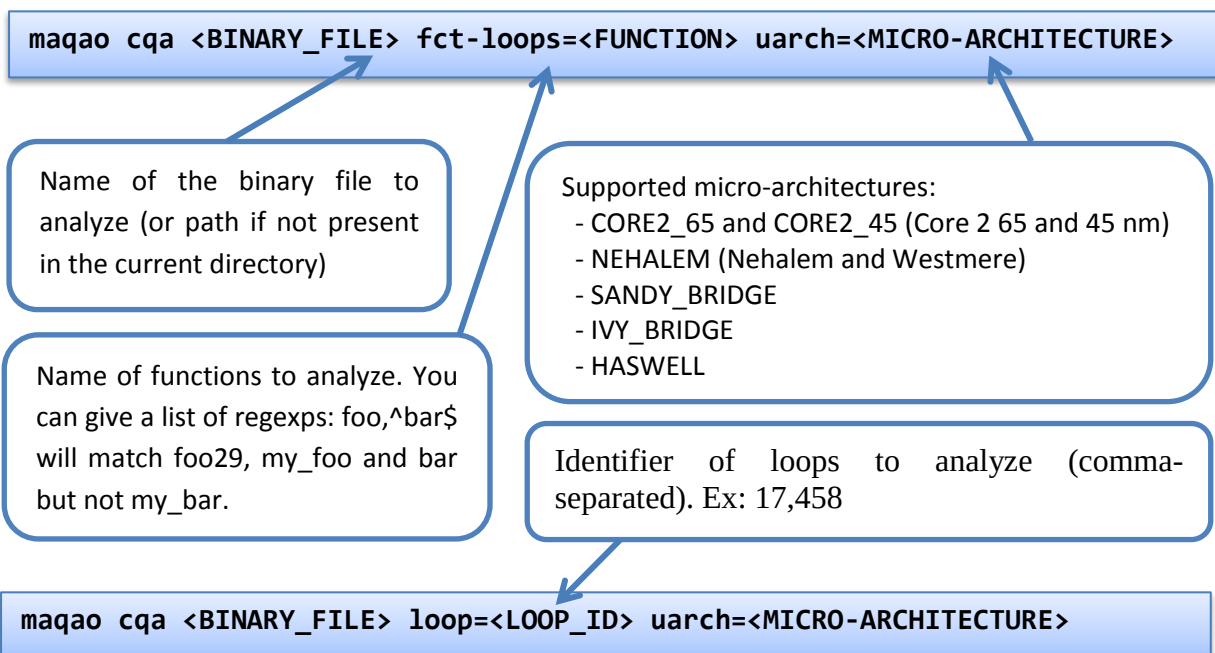 maqao cqa <BINARY_FILE> fct-loops=<FUNCTION> uarch=<MICRO-ARCHITECTURE>
Name of the binary file to
analyze (or path if not present
in the current directory)
Supported micro-architectures:
- CORE2_65 and CORE2_45 (Core 2 65 and 45 nm)
- NEHALEM (Nehalem and Westmere)
- SANDY_BRIDGE
- IVY_BRIDGE
- HASWELL
Name of functions to analyze. You
can give a list of regexps: foo,^bar$
will match foo29, my_foo and bar
but not my_bar.
Identifier of loops to analyze (comma-
separated). Ex: 17,458
maqao cqa <BINARY_FILE> loop=<LOOP_ID> uarch=<MICRO-ARCHITECTURE>